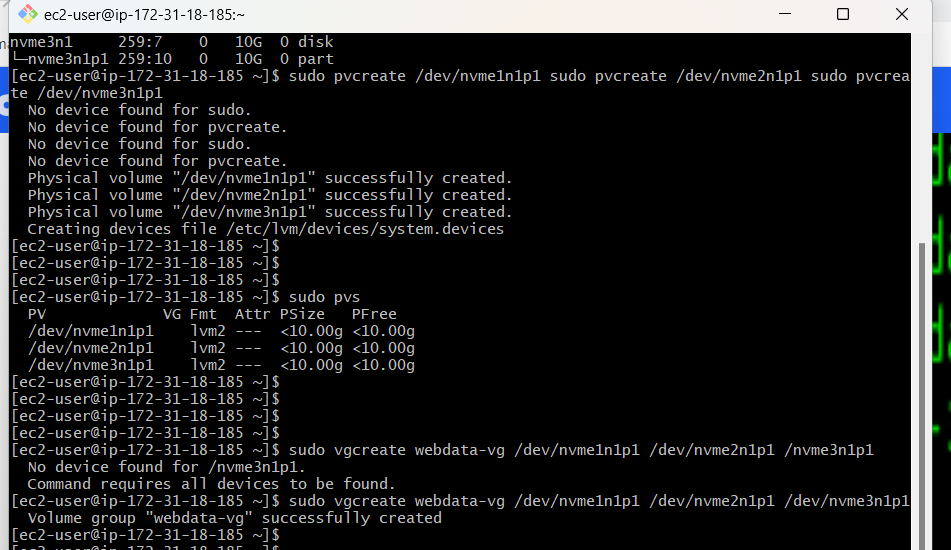 ec2-user@ip-172-31-18-185:~
nvme3n1     259:7    0   10G  0 disk
└─nvme3n1p1 259:10   0   10G  0 part
[ec2-user@ip-172-31-18-185 ~]$ sudo pvcreate /dev/nvme1n1p1 sudo pvcreate /dev/nvme2n1p1 sudo pvcrea
te /dev/nvme3n1p1
  No device found for sudo.
  No device found for pvcreate.
  No device found for sudo.
  No device found for pvcreate.
  Physical volume "/dev/nvme1n1p1" successfully created.
  Physical volume "/dev/nvme2n1p1" successfully created.
  Physical volume "/dev/nvme3n1p1" successfully created.
  Creating devices file /etc/lvm/devices/system.devices
[ec2-user@ip-172-31-18-185 ~]$
[ec2-user@ip-172-31-18-185 ~]$
[ec2-user@ip-172-31-18-185 ~]$
[ec2-user@ip-172-31-18-185 ~]$ sudo pvs
  PV             VG Fmt  Attr PSize   PFree
  /dev/nvme1n1p1    lvm2 ---  <10.00g <10.00g
  /dev/nvme2n1p1    lvm2 ---  <10.00g <10.00g
  /dev/nvme3n1p1    lvm2 ---  <10.00g <10.00g
[ec2-user@ip-172-31-18-185 ~]$
[ec2-user@ip-172-31-18-185 ~]$
[ec2-user@ip-172-31-18-185 ~]$
[ec2-user@ip-172-31-18-185 ~]$
[ec2-user@ip-172-31-18-185 ~]$ sudo vgcreate webdata-vg /dev/nvme1n1p1 /dev/nvme2n1p1 /nvme3n1p1
  No device found for /nvme3n1p1.
  Command requires all devices to be found.
[ec2-user@ip-172-31-18-185 ~]$ sudo vgcreate webdata-vg /dev/nvme1n1p1 /dev/nvme2n1p1 /dev/nvme3n1p1
  Volume group "webdata-vg" successfully created
[ec2-user@ip-172-31-18-185 ~]$